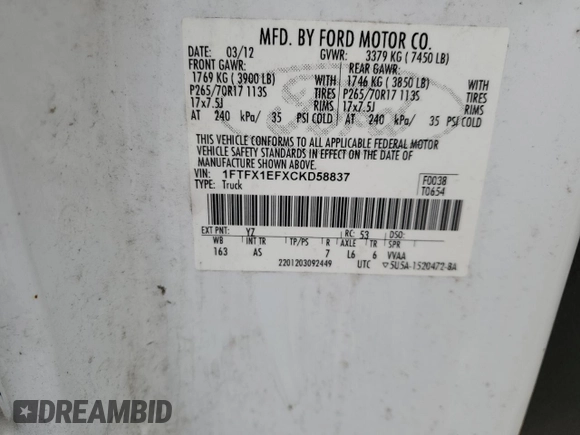 MFD. BY FORD MOTOR CO.
DATE: 03/12 GVWR: 3379 KG ( 7450 LB)
FRONT GAWR: REAR GAWR:
1769 KG ( 3900 LB) WITH 1746 KG ( 3850 LB) WITH
P265/70R17 113S TIRES P265/70R17 113S TIRES
17x7.5J RIMS 17x7.5J RIMS
AT 240 kPa/ 35 PSI COLD AT 240 kPa/ 35 PSI COLD
THIS VEHICLE CONFORMS TO ALL APPLICABLE FEDERAL MOTOR
VEHICLE SAFETY STANDARDS IN EFFECT ON THE DATE OF
MANUFACTURE SHOWN ABOVE.
VIN: 1FTFX1EFXCKD58837 F0038
TYPE: Truck T0654
EXT PNT: YZ RC: 53 DSO:
WB INT TR TP/PS R AXLE TR SPR
163 AS 7 L6 6 VVAA
2201203092449 UTC ▽5U5A-1520472-BA
Ford
DREAMBID